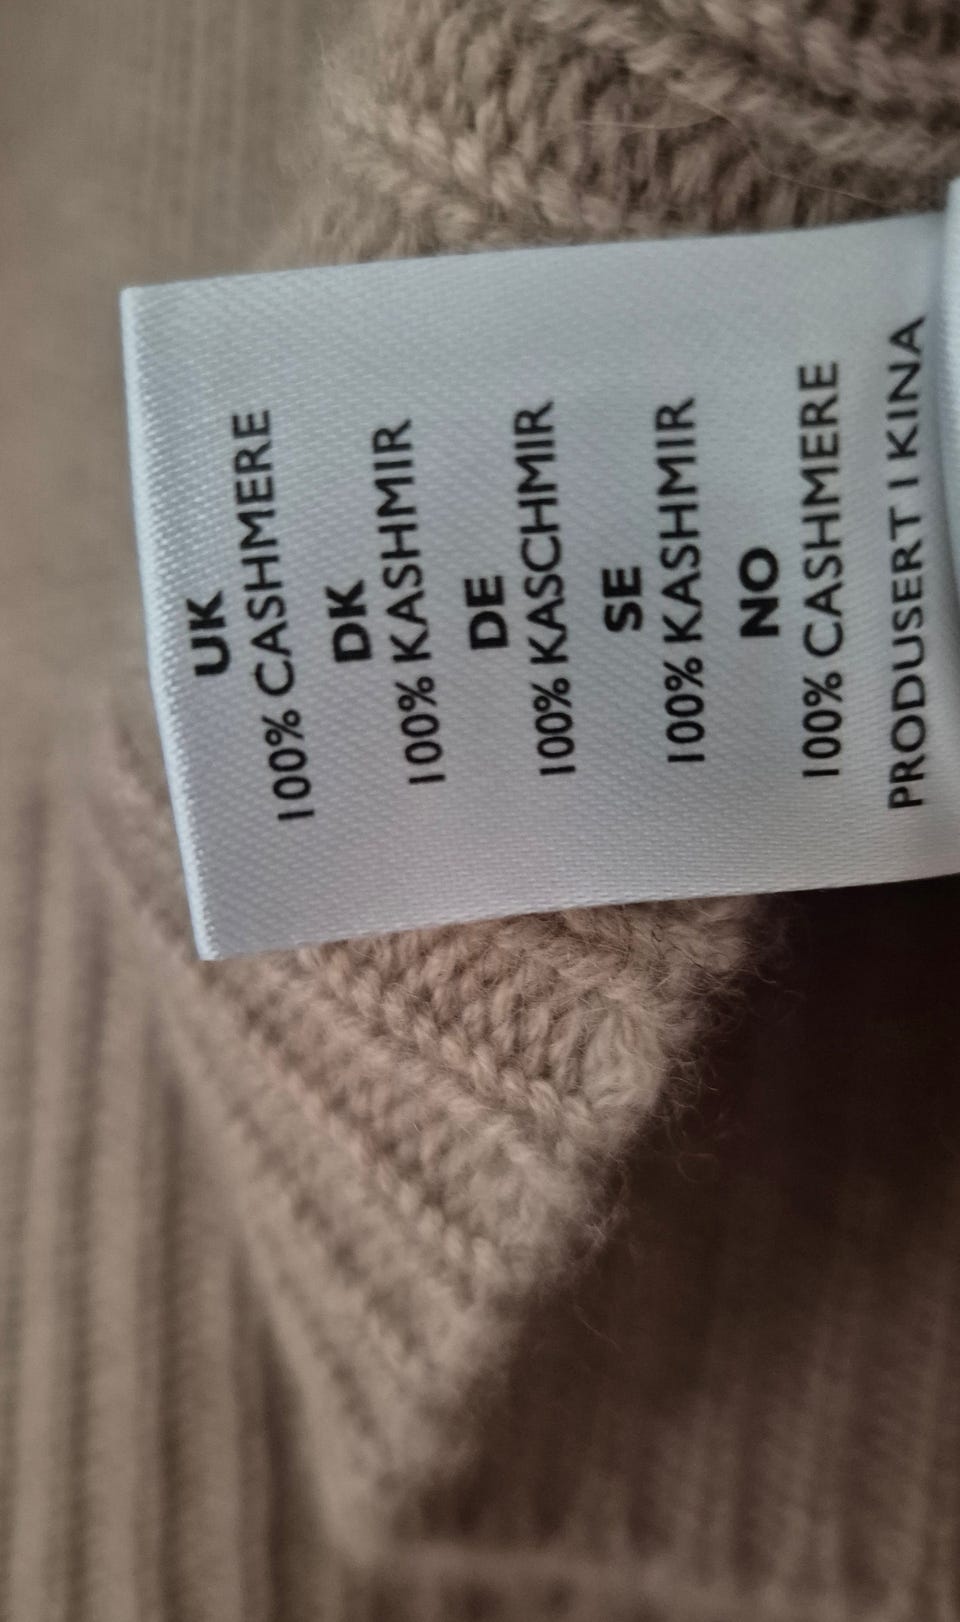 UK
100% CASHMERE
DK
100% KASHMIR
DE
100% KASCHMIR
SE
100% KASHMIR
NO
100% CASHMERE
PRODUSERT I KINA